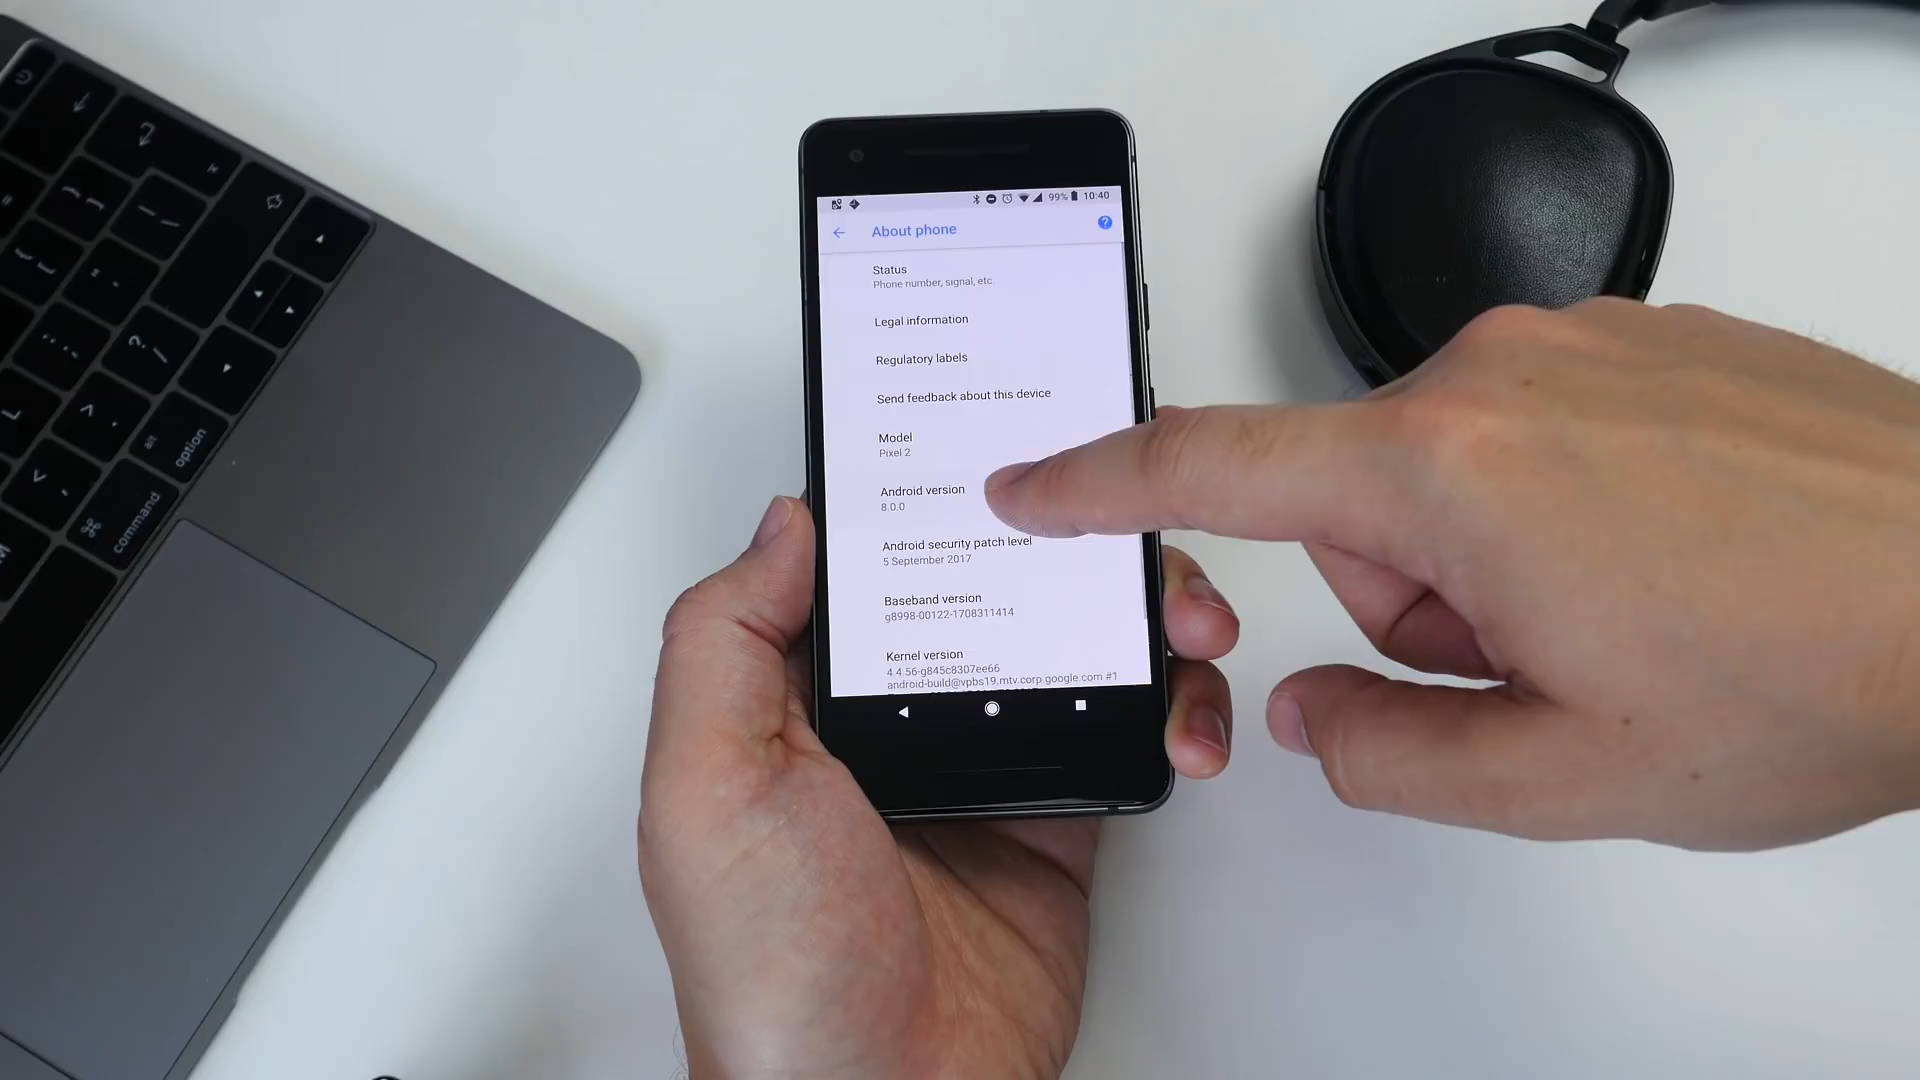 99% 10:40
About phone
Status
Phone number, signal, etc.
Legal information
Regulatory labels
Send feedback about this device
Model
Pixel 2
Android version
8.0.0
Android security patch level
5 September 2017
Baseband version
g8998-00122-1708311414
Kernel version
4.4.56-g845c8307ee66
android-build@vpbs19.mtv.corp.google.com #1
alt
option
command